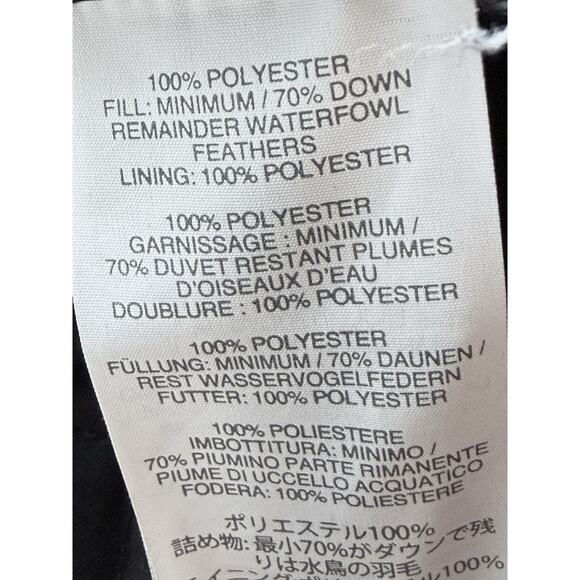 100% POLYESTER
FILL: MINIMUM / 70% DOWN
REMAINDER WATERFOWL
FEATHERS
LINING: 100% POLYESTER
100% POLYESTER
GARNISSAGE : MINIMUM /
70% DUVET RESTANT PLUMES
D'OISEAUX D'EAU
DOUBLURE : 100% POLYESTER
100% POLYESTER
FÜLLUNG: MINIMUM / 70% DAUNEN /
REST WASSERVOGELFEDERN
FUTTER: 100% POLYESTER
100% POLIESTERE
IMBOTTITURA: MINIMO /
70% PIUMINO PARTE RIMANENTE
PIUME DI UCCELLO ACQUATICO
FODERA: 100% POLIESTERE
ポリエステル100%
詰め物: 最小70%がダウンで残
りは水鳥の羽毛
100%